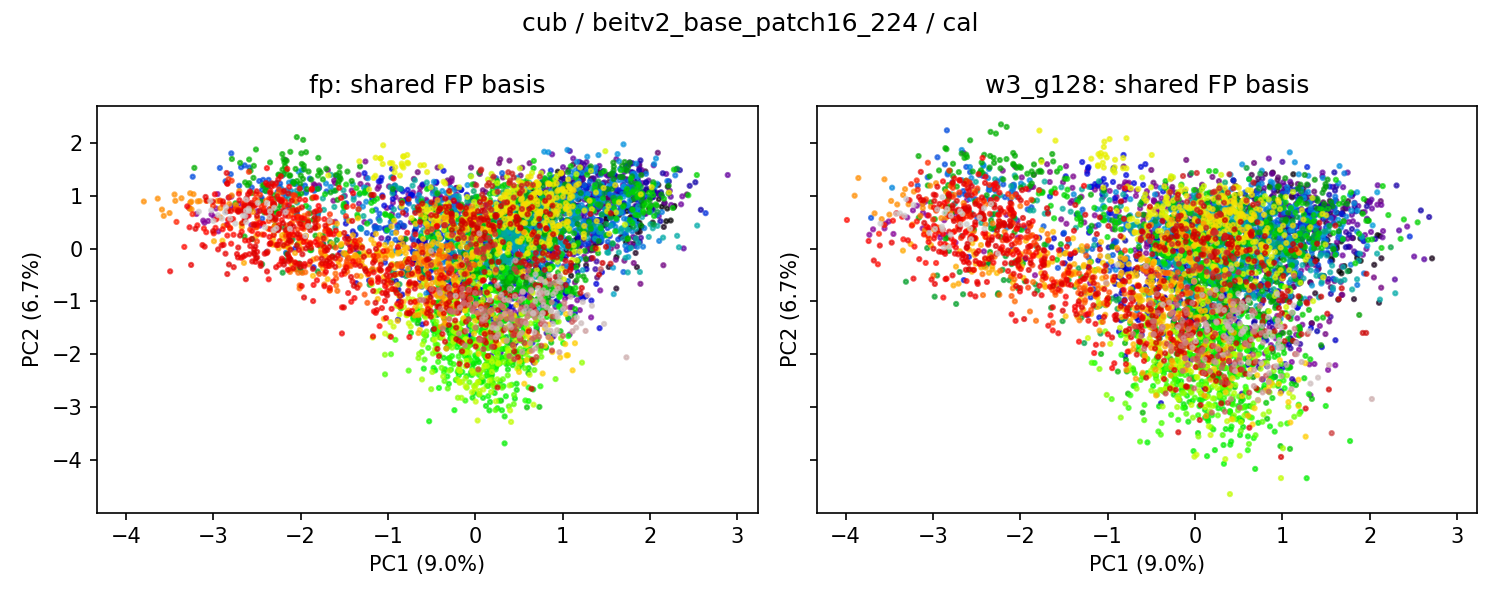 cub / beitv2_base_patch16_224 / cal
fp: shared FP basis
w3_g128: shared FP basis
2
1
0
−1
−2
−3
−4
PC2 (6.7%)
PC2 (6.7%)
−4 −3 −2 −1 0 1 2 3
−4 −3 −2 −1 0 1 2 3
PC1 (9.0%)
PC1 (9.0%)